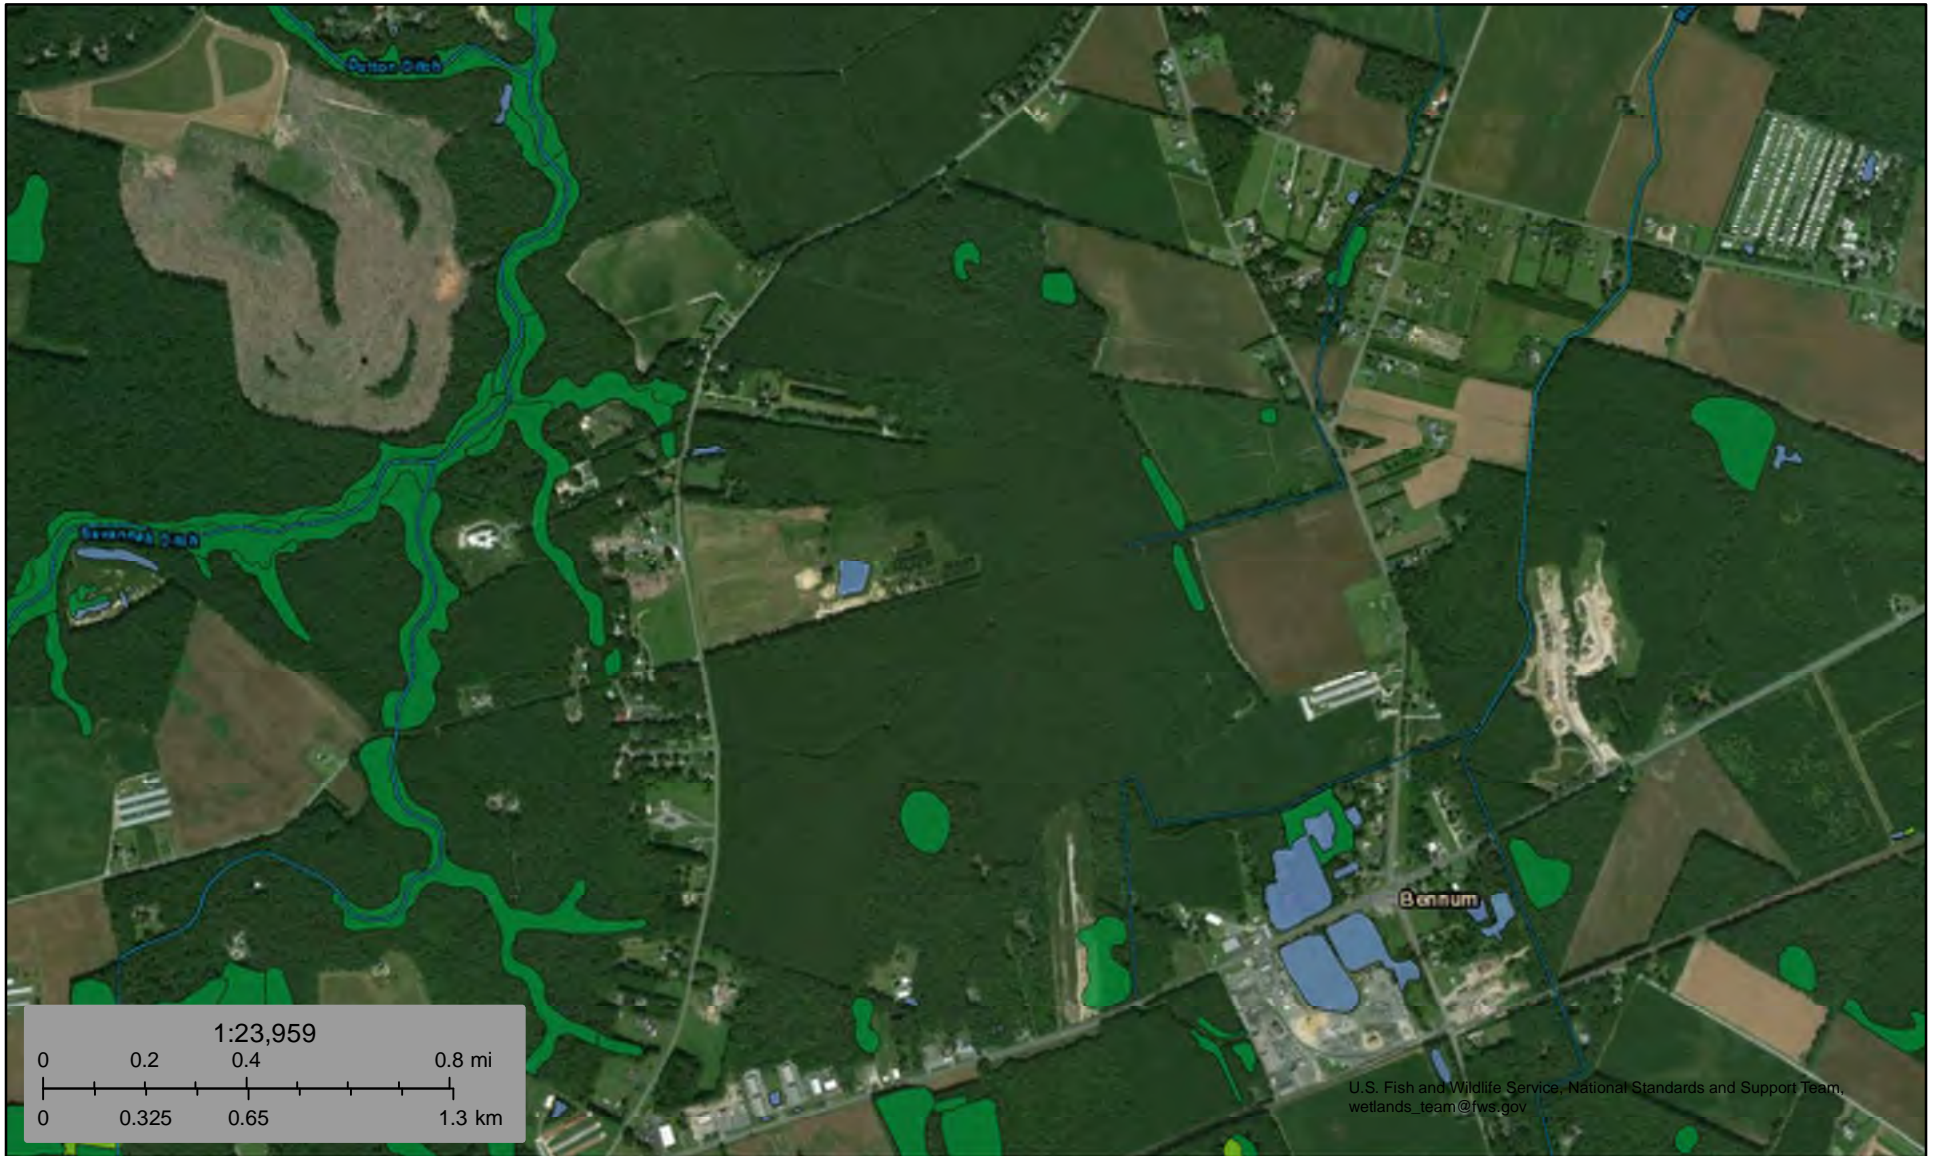 Dutton Ditch
Savannah Ditch
Bennum
1:23,959
0 0.2 0.4 0.8 mi
0 0.325 0.65 1.3 km
U.S. Fish and Wildlife Service, National Standards and Support Team,
wetlands_team@fws.gov